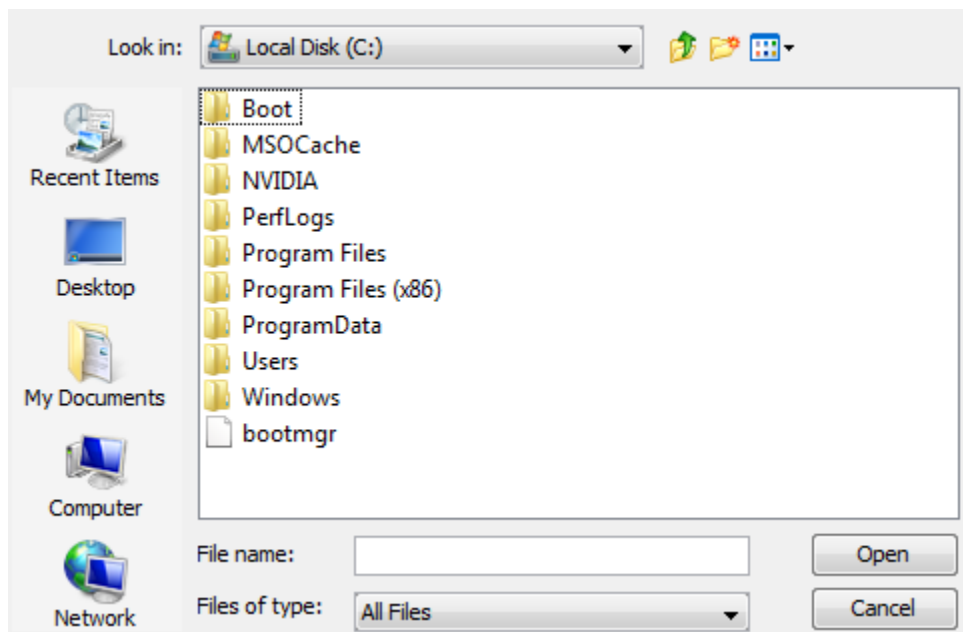 Look in: Local Disk (C:)
Recent Items
Desktop
My Documents
Computer
Network
Boot
MSOCache
NVIDIA
PerfLogs
Program Files
Program Files (x86)
ProgramData
Users
Windows
bootmgr
File name: Open
Files of type: All Files Cancel